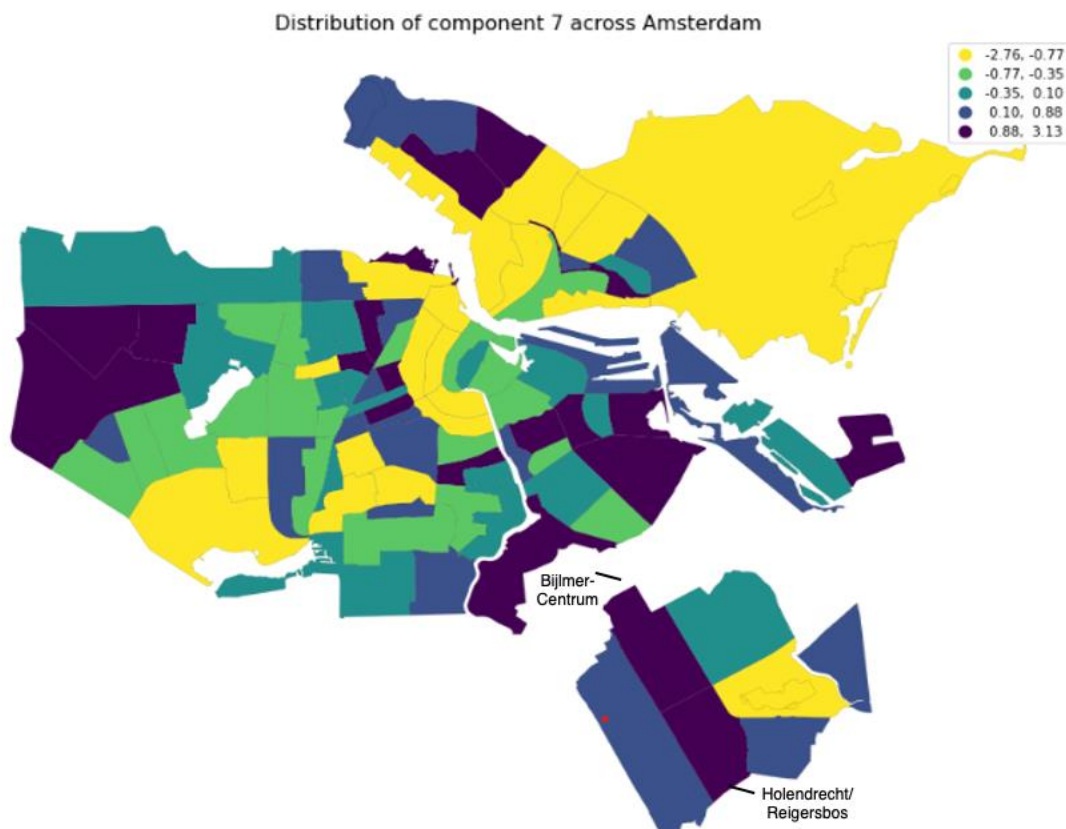 Distribution of component 7 across Amsterdam
-2.76, -0.77
-0.77, -0.35
-0.35, 0.10
0.10, 0.88
0.88, 3.13
Bijlmer-
Centrum
Holendrecht/
Reigersbos